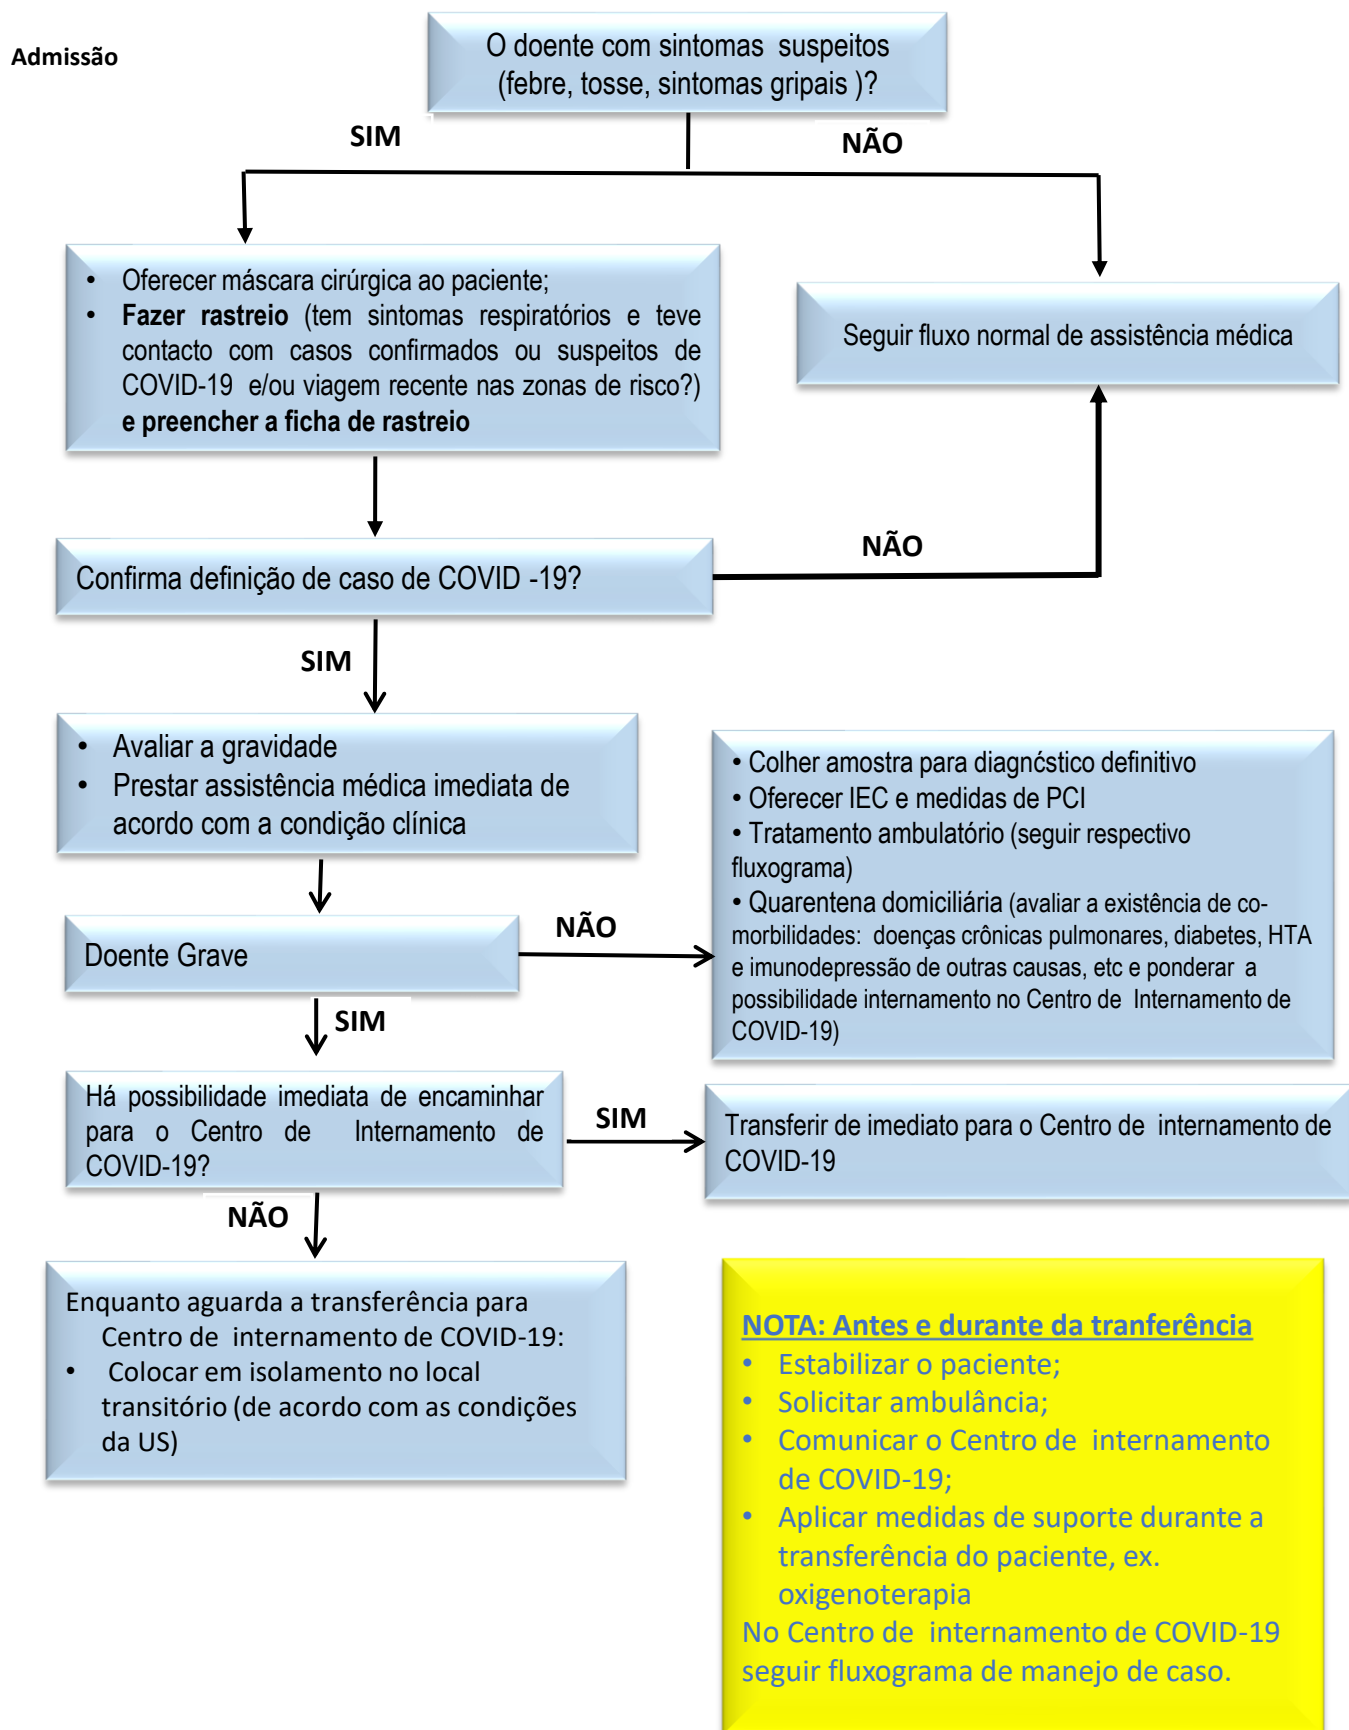 Admissão
O doente com sintomas suspeitos
(febre, tosse, sintomas gripais )?
SIM
NÃO
• Oferecer máscara cirúrgica ao paciente;
• Fazer rastreio (tem sintomas respiratórios e teve
contacto com casos confirmados ou suspeitos de
COVID-19 e/ou viagem recente nas zonas de risco?)
e preencher a ficha de rastreio
Seguir fluxo normal de assistência médica
Confirma definição de caso de COVID -19?
NÃO
SIM
• Avaliar a gravidade
• Prestar assistência médica imediata de
acordo com a condição clínica
• Colher amostra para diagnóstico definitivo
• Oferecer IEC e medidas de PCI
• Tratamento ambulatório (seguir respectivo
fluxograma)
• Quarentena domiciliária (avaliar a existência de co-
morbilidades: doenças crônicas pulmonares, diabetes, HTA
e imunodepressão de outras causas, etc e ponderar a
possibilidade internamento no Centro de Internamento de
COVID-19)
Doente Grave
NÃO
SIM
Há possibilidade imediata de encaminhar
para o Centro de Internamento de
COVID-19?
SIM
Transferir de imediato para o Centro de internamento de
COVID-19
NÃO
Enquanto aguarda a transferência para
Centro de internamento de COVID-19:
• Colocar em isolamento no local
transitório (de acordo com as condições
da US)
NOTA: Antes e durante da tranferência
• Estabilizar o paciente;
• Solicitar ambulância;
• Comunicar o Centro de internamento
de COVID-19;
• Aplicar medidas de suporte durante a
transferência do paciente, ex.
oxigenoterapia
No Centro de internamento de COVID-19
seguir fluxograma de manejo de caso.